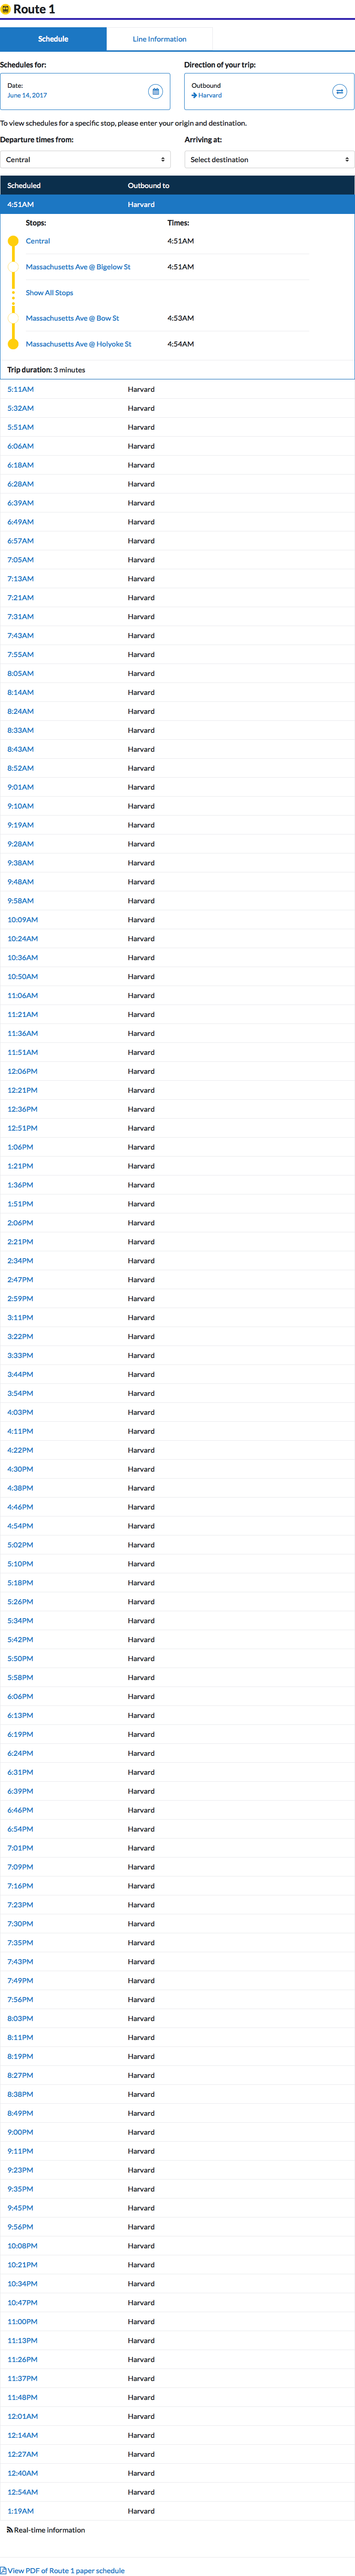 Route 1
Schedule Line Information
Schedules for: Direction of your trip:
Date: Outbound
June 14, 2017 Harvard
To view schedules for a specific stop, please enter your origin and destination.
Departure times from: Arriving at:
Central Select destination
Scheduled Outbound to
4:51AM Harvard
Stops: Times:
Central 4:51AM
Massachusetts Ave @ Bigelow St 4:51AM
Show All Stops
Massachusetts Ave @ Bow St 4:53AM
Massachusetts Ave @ Holyoke St 4:54AM
Trip duration: 3 minutes
5:11AM Harvard
5:32AM Harvard
5:51AM Harvard
6:06AM Harvard
6:18AM Harvard
6:28AM Harvard
6:39AM Harvard
6:49AM Harvard
6:57AM Harvard
7:05AM Harvard
7:13AM Harvard
7:21AM Harvard
7:31AM Harvard
7:43AM Harvard
7:55AM Harvard
8:05AM Harvard
8:14AM Harvard
8:24AM Harvard
8:33AM Harvard
8:43AM Harvard
8:52AM Harvard
9:01AM Harvard
9:10AM Harvard
9:19AM Harvard
9:28AM Harvard
9:38AM Harvard
9:48AM Harvard
9:58AM Harvard
10:09AM Harvard
10:24AM Harvard
10:36AM Harvard
10:50AM Harvard
11:06AM Harvard
11:21AM Harvard
11:36AM Harvard
11:51AM Harvard
12:06PM Harvard
12:21PM Harvard
12:36PM Harvard
12:51PM Harvard
1:06PM Harvard
1:21PM Harvard
1:36PM Harvard
1:51PM Harvard
2:06PM Harvard
2:21PM Harvard
2:34PM Harvard
2:47PM Harvard
2:59PM Harvard
3:11PM Harvard
3:22PM Harvard
3:33PM Harvard
3:44PM Harvard
3:54PM Harvard
4:03PM Harvard
4:11PM Harvard
4:22PM Harvard
4:30PM Harvard
4:38PM Harvard
4:46PM Harvard
4:54PM Harvard
5:02PM Harvard
5:10PM Harvard
5:18PM Harvard
5:26PM Harvard
5:34PM Harvard
5:42PM Harvard
5:50PM Harvard
5:58PM Harvard
6:06PM Harvard
6:13PM Harvard
6:19PM Harvard
6:24PM Harvard
6:31PM Harvard
6:39PM Harvard
6:46PM Harvard
6:54PM Harvard
7:01PM Harvard
7:09PM Harvard
7:16PM Harvard
7:23PM Harvard
7:30PM Harvard
7:35PM Harvard
7:43PM Harvard
7:49PM Harvard
7:56PM Harvard
8:03PM Harvard
8:11PM Harvard
8:19PM Harvard
8:27PM Harvard
8:38PM Harvard
8:49PM Harvard
9:00PM Harvard
9:11PM Harvard
9:23PM Harvard
9:35PM Harvard
9:45PM Harvard
9:56PM Harvard
10:08PM Harvard
10:21PM Harvard
10:34PM Harvard
10:47PM Harvard
11:00PM Harvard
11:13PM Harvard
11:26PM Harvard
11:37PM Harvard
11:48PM Harvard
12:01AM Harvard
12:14AM Harvard
12:27AM Harvard
12:40AM Harvard
12:54AM Harvard
1:19AM Harvard
Real-time information
View PDF of Route 1 paper schedule